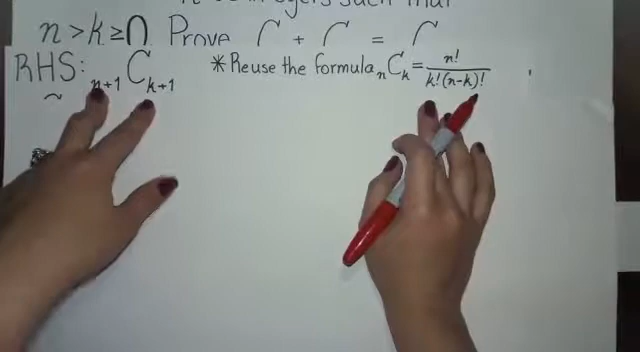 n > k ≥ 0 Prove C + C = C
RHS: n+1Ck+1 *Reuse the formula nCk = n!/k!(n-k)!